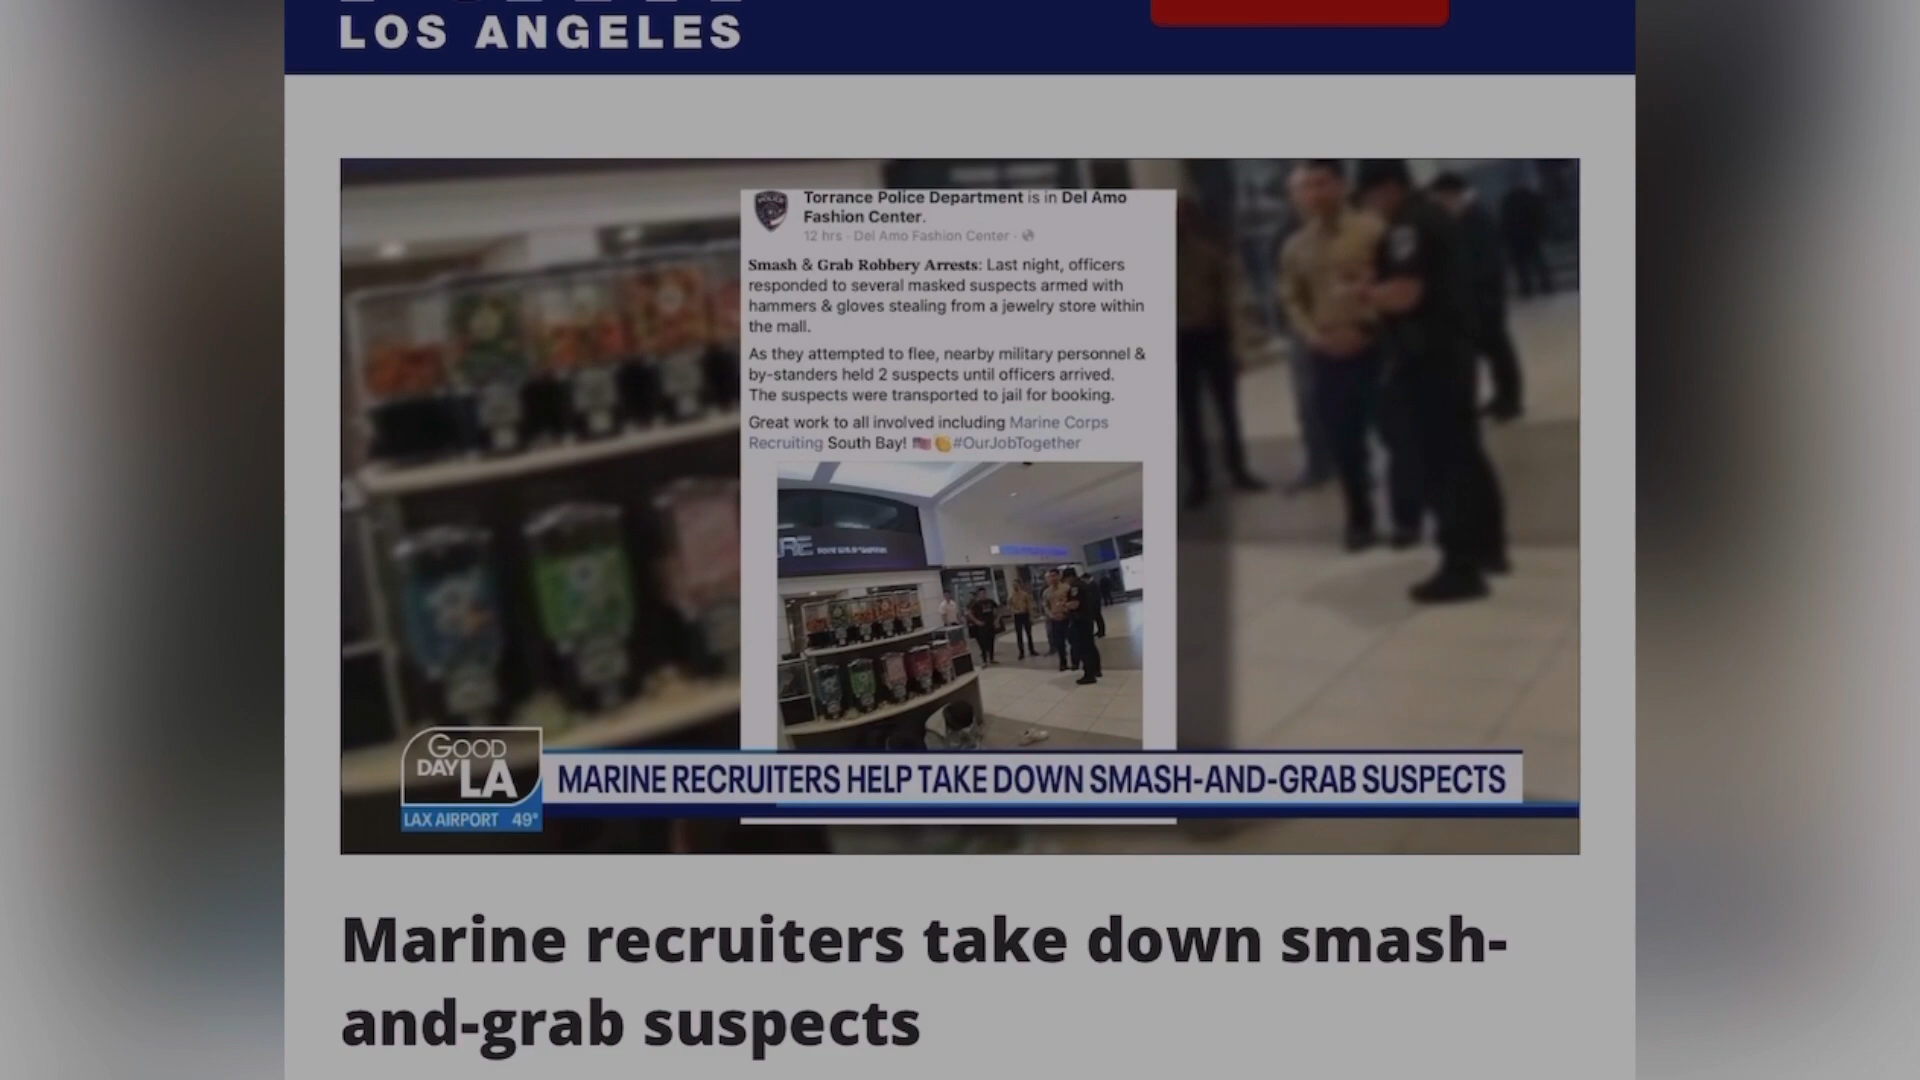 LOS ANGELES
Torrance Police Department is in Del Amo
Fashion Center.
12 hrs · Del Amo Fashion Center ·
Smash & Grab Robbery Arrests: Last night, officers
responded to several masked suspects armed with
hammers & gloves stealing from a jewelry store within
the mall.
As they attempted to flee, nearby military personnel &
by-standers held 2 suspects until officers arrived.
The suspects were transported to jail for booking.
Great work to all involved including Marine Corps
Recruiting South Bay! 🇺🇸 👏 #OurJobTogether
GOOD
DAY LA
MARINE RECRUITERS HELP TAKE DOWN SMASH-AND-GRAB SUSPECTS
LAX AIRPORT 49°
Marine recruiters take down smash-
and-grab suspects